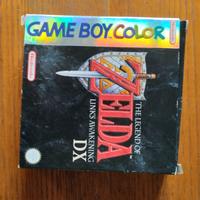 GAME BOY COLOR
Nintendo
THE LEGEND OF
ZELDA
LINK'S AWAKENING
DX